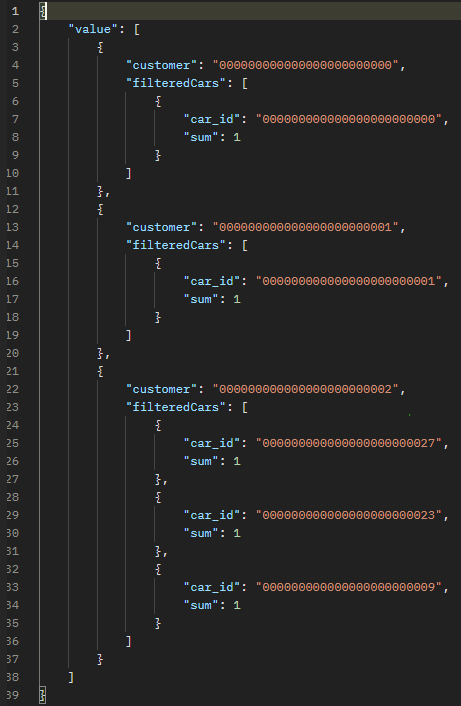 1 {
2 "value": [
3 {
4 "customer": "000000000000000000000000",
5 "filteredCars": [
6 {
7 "car_id": "000000000000000000000000",
8 "sum": 1
9 }
10 ]
11 },
12 {
13 "customer": "000000000000000000000001",
14 "filteredCars": [
15 {
16 "car_id": "000000000000000000000001",
17 "sum": 1
18 }
19 ]
20 },
21 {
22 "customer": "000000000000000000000002",
23 "filteredCars": [
24 {
25 "car_id": "000000000000000000000027",
26 "sum": 1
27 },
28 {
29 "car_id": "000000000000000000000023",
30 "sum": 1
31 },
32 {
33 "car_id": "000000000000000000000009",
34 "sum": 1
35 }
36 ]
37 }
38 ]
39 }